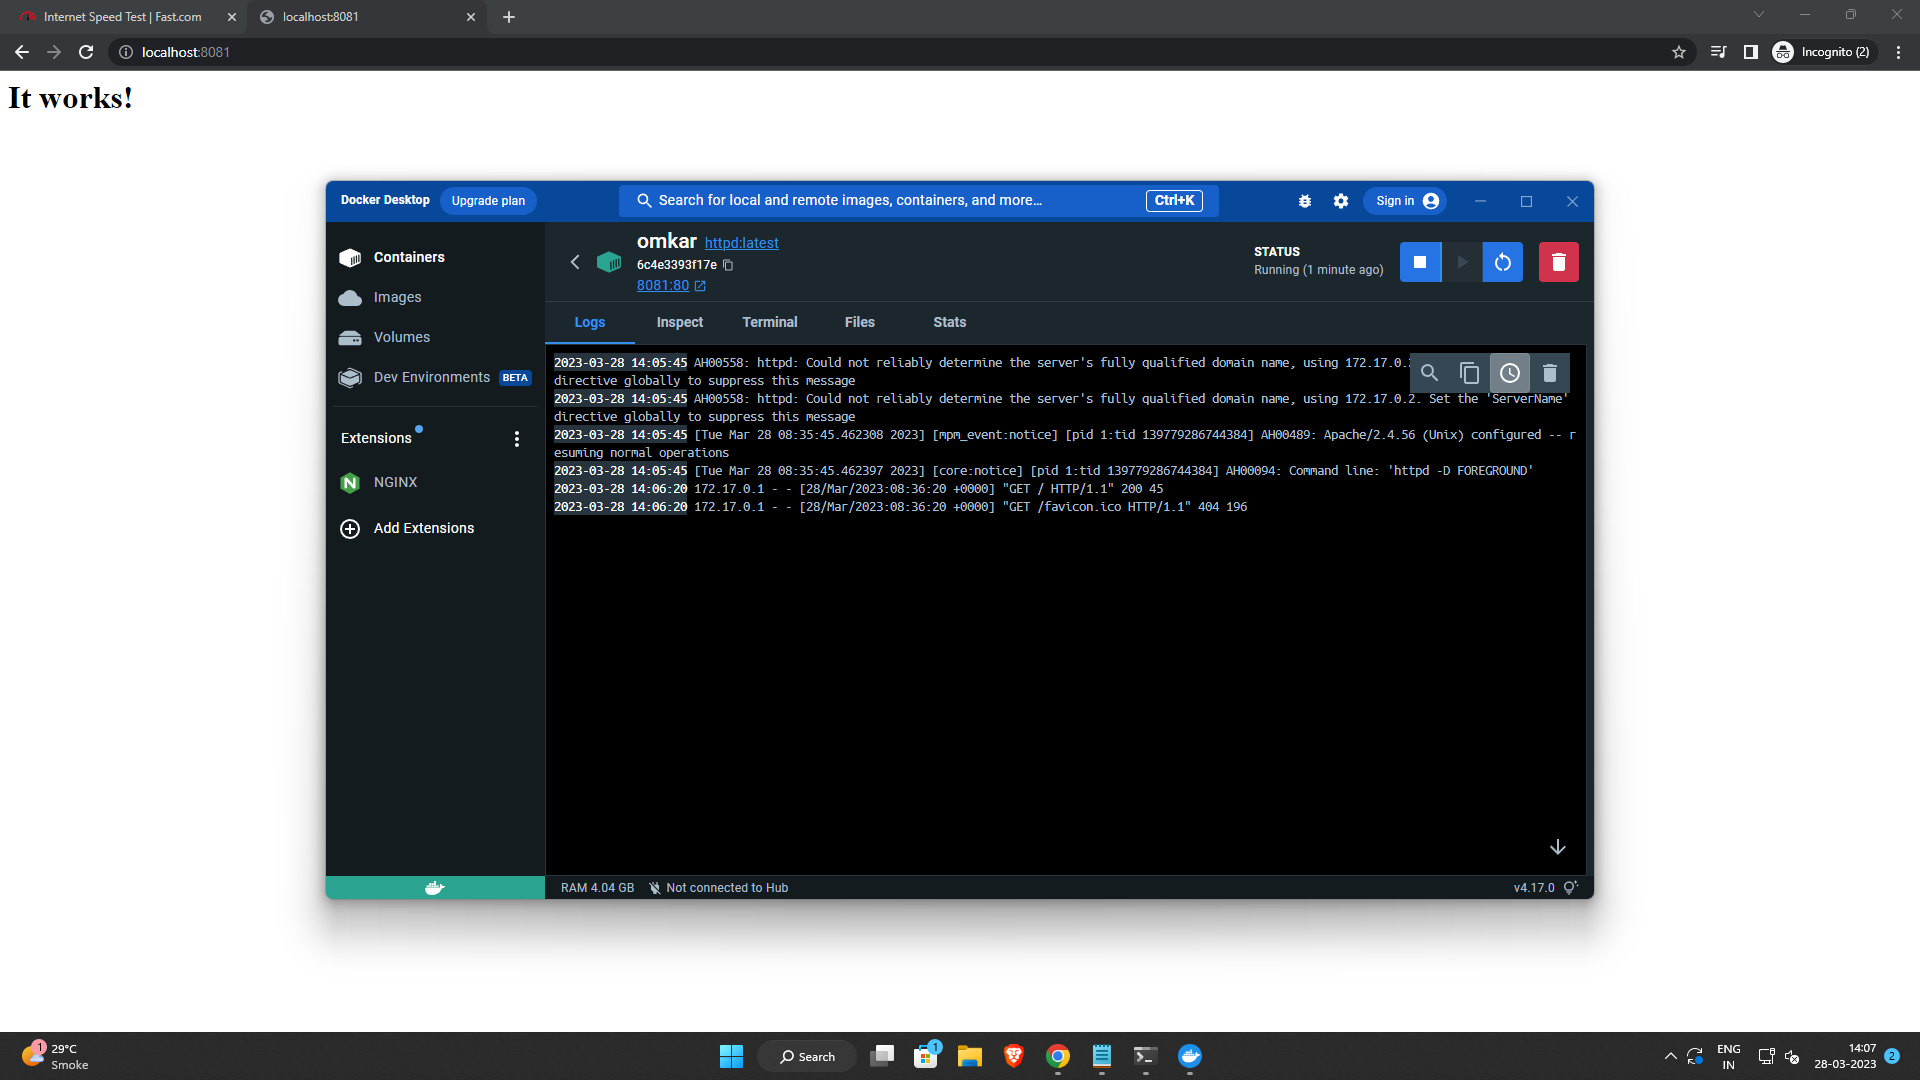 Internet Speed Test | Fast.com
localhost:8081
localhost:8081
Incognito (2)
It works!
Docker Desktop
Upgrade plan
Search for local and remote images, containers, and more...
Ctrl+K
Sign in
Containers
Images
Volumes
Dev Environments BETA
Extensions
NGINX
Add Extensions
omkar httpd:latest
6c4e3393f17e
8081:80
STATUS
Running (1 minute ago)
Logs
Inspect
Terminal
Files
Stats
2023-03-28 14:05:45 AH00558: httpd: Could not reliably determine the server's fully qualified domain name, using 172.17.0.
directive globally to suppress this message
2023-03-28 14:05:45 AH00558: httpd: Could not reliably determine the server's fully qualified domain name, using 172.17.0.2. Set the 'ServerName'
directive globally to suppress this message
2023-03-28 14:05:45 [Tue Mar 28 08:35:45.462308 2023] [mpm_event:notice] [pid 1:tid 139779286744384] AH00489: Apache/2.4.56 (Unix) configured -- r
esuming normal operations
2023-03-28 14:05:45 [Tue Mar 28 08:35:45.462397 2023] [core:notice] [pid 1:tid 139779286744384] AH00094: Command line: 'httpd -D FOREGROUND'
2023-03-28 14:06:20 172.17.0.1 - - [28/Mar/2023:08:36:20 +0000] "GET / HTTP/1.1" 200 45
2023-03-28 14:06:20 172.17.0.1 - - [28/Mar/2023:08:36:20 +0000] "GET /favicon.ico HTTP/1.1" 404 196
RAM 4.04 GB
Not connected to Hub
v4.17.0
1
29°C
Smoke
Search
1
ENG
IN
14:07
28-03-2023
2